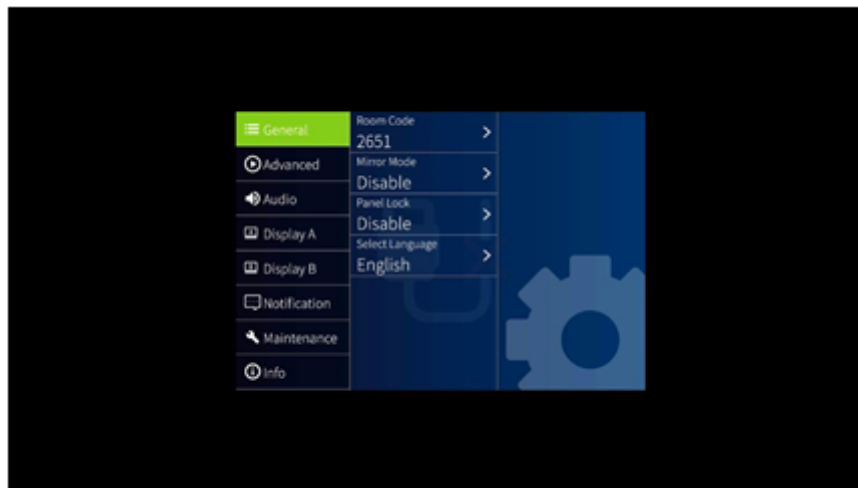 General
Advanced
Audio
Display A
Display B
Notification
Maintenance
Info
Room Code
2651
Mirror Mode
Disable
Panel Lock
Disable
Select Language
English